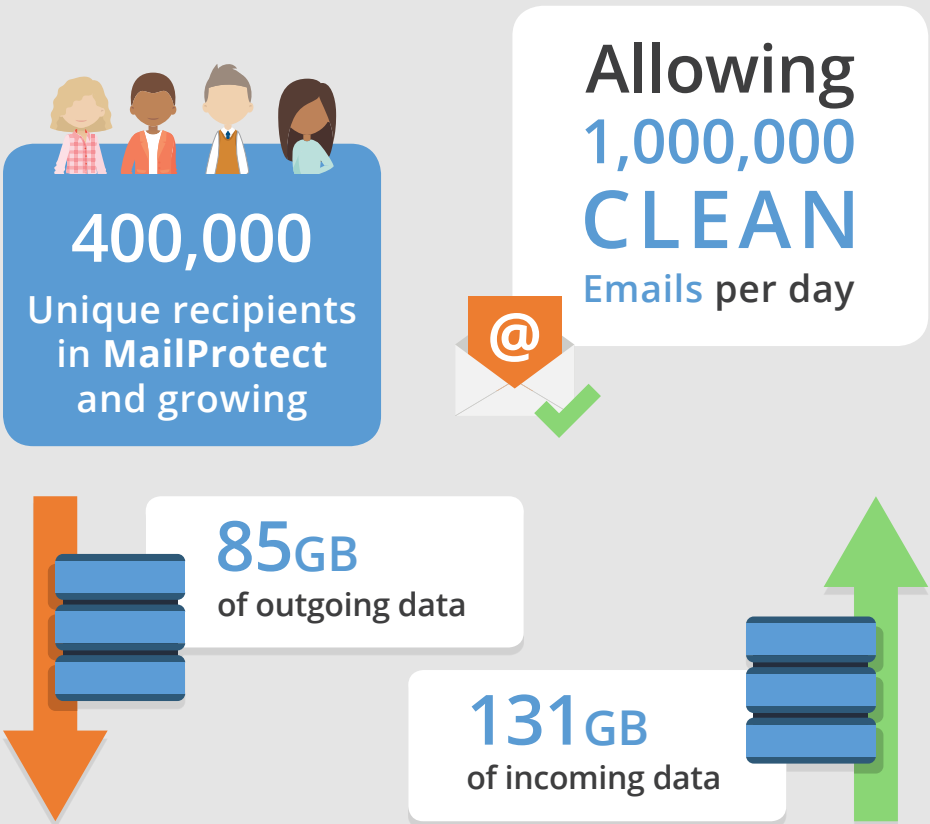 Allowing
1,000,000
CLEAN
Emails per day
400,000
Unique recipients
in MailProtect
and growing
@
85GB
of outgoing data
131GB
of incoming data